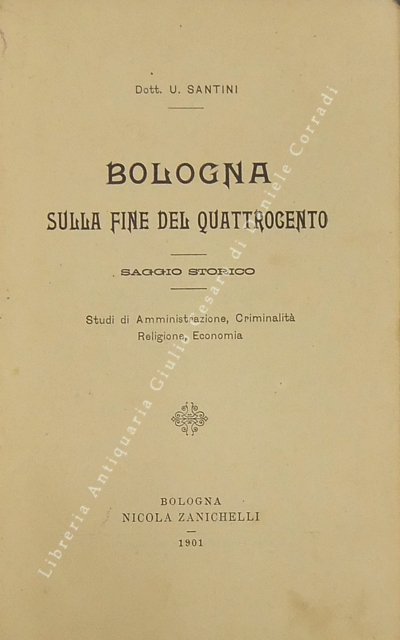 Dott. U. SANTINI
BOLOGNA
SULLA FINE DEL QUATTROCENTO
SAGGIO STORICO
Studi di Amministrazione, Criminalità
Religione, Economia
BOLOGNA
NICOLA ZANICHELLI
1901
Libreria Antiquaria Giulio Cesare di Daniele Corradi